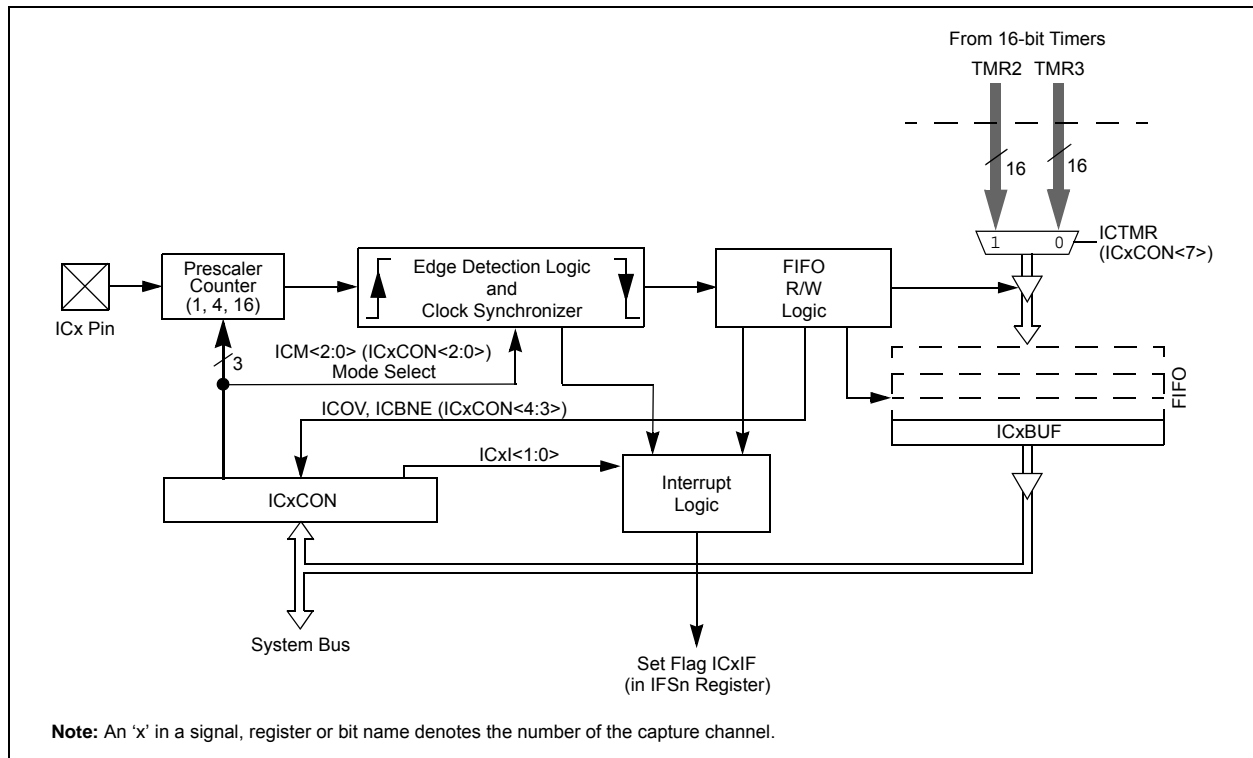 From 16-bit Timers
TMR2 TMR3
16 16
1 0
ICTMR
(ICxCON<7>)
Prescaler
Counter
(1, 4, 16)
Edge Detection Logic
and
Clock Synchronizer
FIFO
R/W
Logic
ICx Pin
3
ICM<2:0> (ICxCON<2:0>)
Mode Select
FIFO
ICOV, ICBNE (ICxCON<4:3>)
ICxBUF
ICxI<1:0>
ICxCON
Interrupt
Logic
System Bus
Set Flag ICxIF
(in IFSn Register)
Note: An ‘x’ in a signal, register or bit name denotes the number of the capture channel.